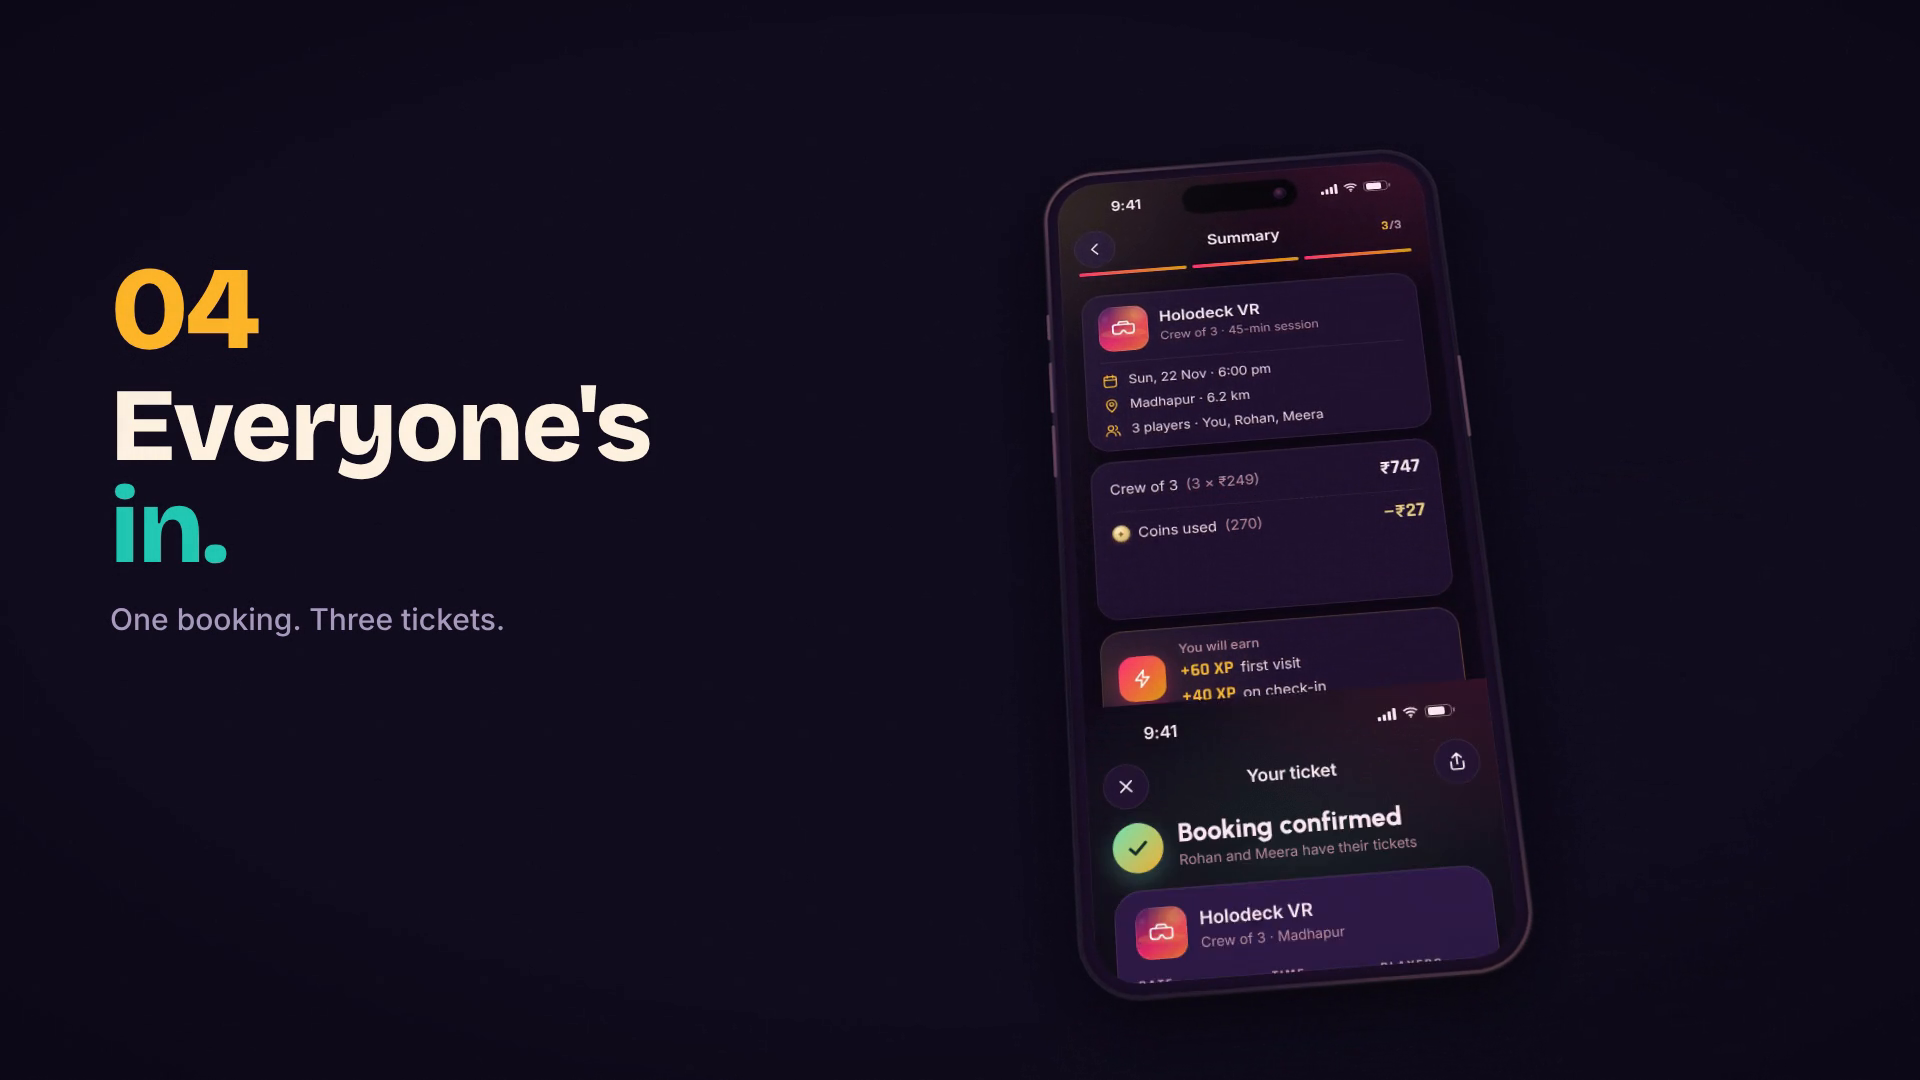 04
Everyone's
in.
One booking. Three tickets.
9:41
Summary
3/3
Holodeck VR
Crew of 3 · 45-min session
Sun, 22 Nov · 6:00 pm
Madhapur · 6.2 km
3 players · You, Rohan, Meera
Crew of 3 (3 × ₹249) ₹747
Coins used (270) −₹27
You will earn
+60 XP first visit
+40 XP on check-in
9:41
Your ticket
Booking confirmed
Rohan and Meera have their tickets
Holodeck VR
Crew of 3 · Madhapur
DATE TIME PLAYERS